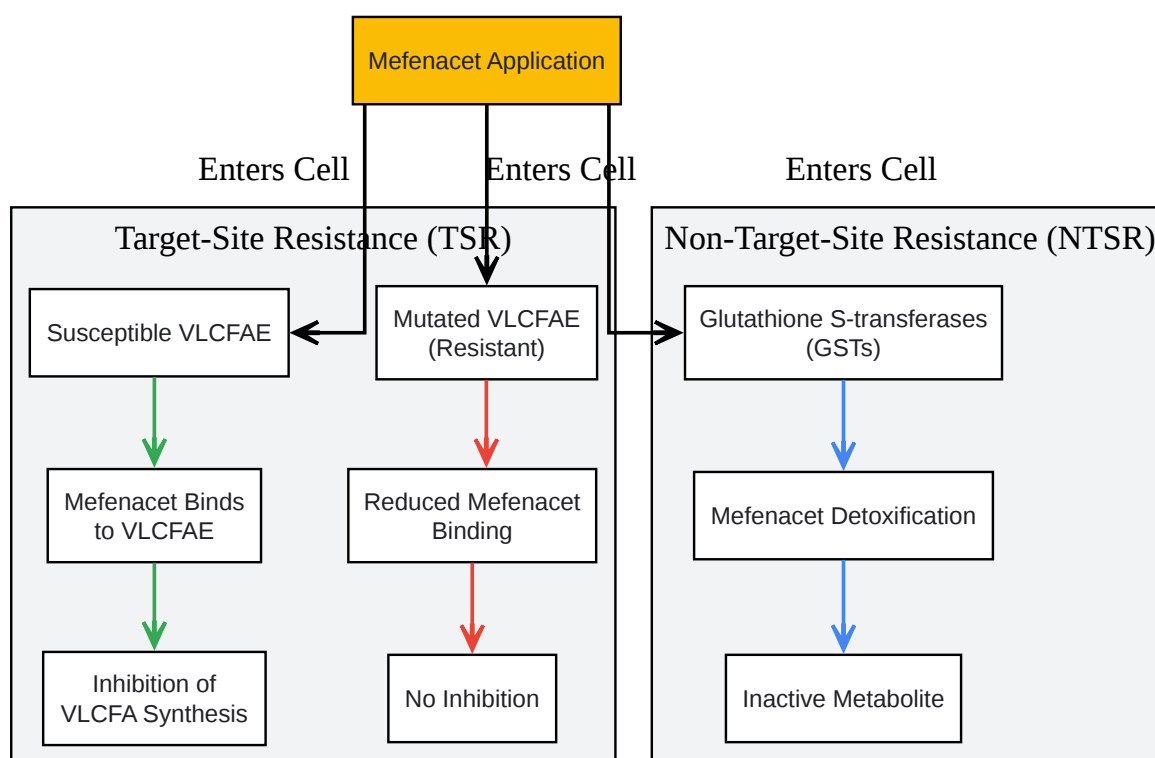 Mefenacet Application
Enters Cell
Enters Cell
Enters Cell
Target-Site Resistance (TSR)
Non-Target-Site Resistance (NTSR)
Susceptible VLCFAE
Mutated VLCFAE
(Resistant)
Glutathione S-transferases
(GSTs)
Mefenacet Binds
to VLCFAE
Reduced Mefenacet
Binding
Mefenacet Detoxification
Inhibition of
VLCFA Synthesis
No Inhibition
Inactive Metabolite